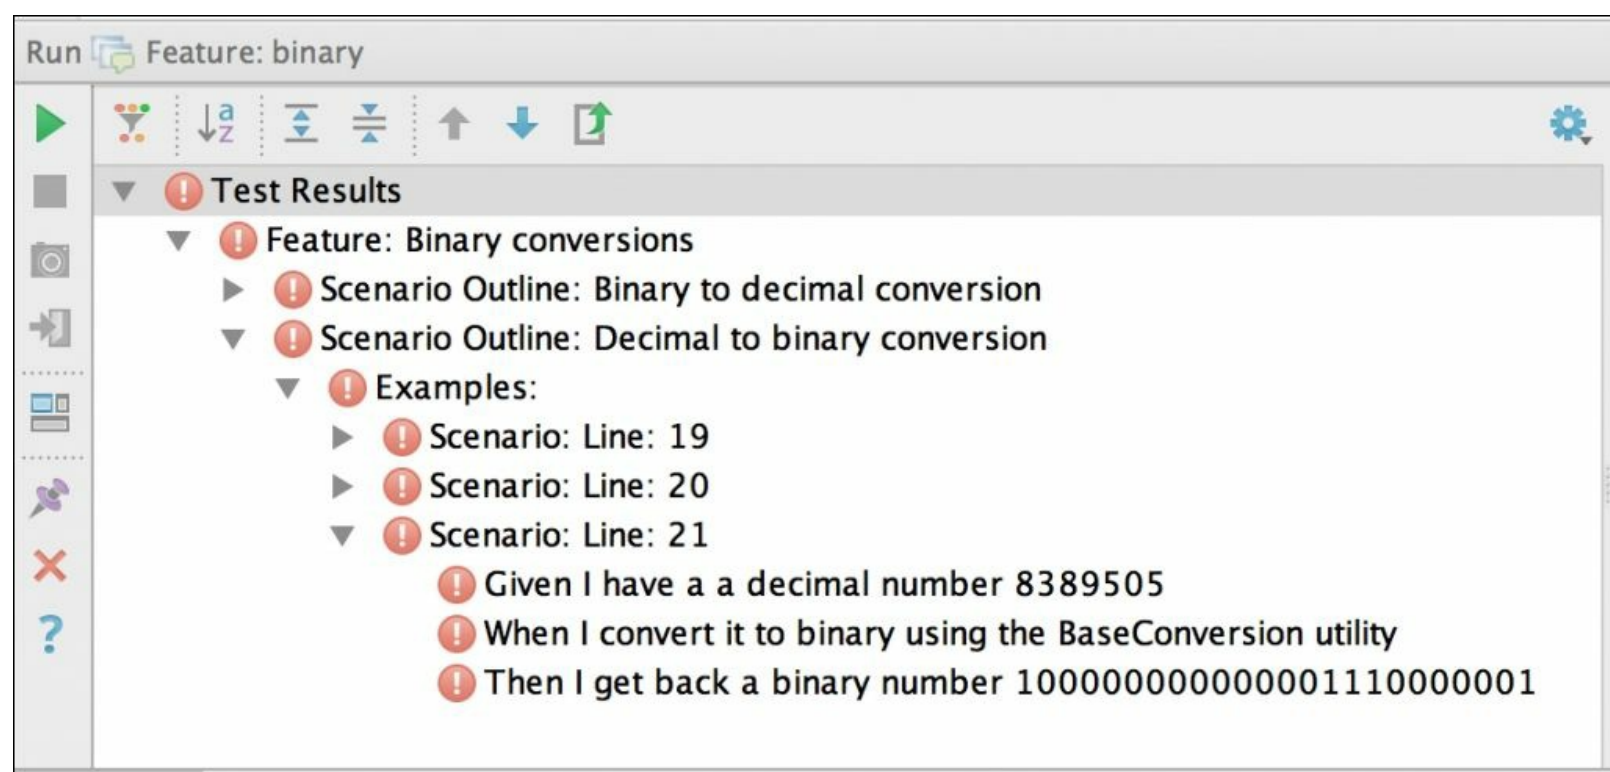 Run Feature: binary
Test Results
Feature: Binary conversions
Scenario Outline: Binary to decimal conversion
Scenario Outline: Decimal to binary conversion
Examples:
Scenario: Line: 19
Scenario: Line: 20
Scenario: Line: 21
Given I have a a decimal number 8389505
When I convert it to binary using the BaseConversion utility
Then I get back a binary number 1000000000000001110000001